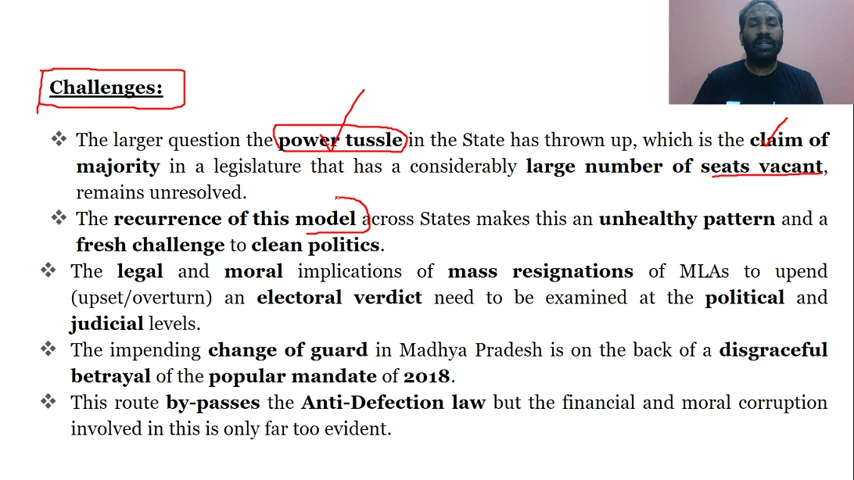 Challenges:
❖ The larger question the power tussle in the State has thrown up, which is the claim of
majority in a legislature that has a considerably large number of seats vacant,
remains unresolved.
❖ The recurrence of this model across States makes this an unhealthy pattern and a
fresh challenge to clean politics.
❖ The legal and moral implications of mass resignations of MLAs to upend
(upset/overturn) an electoral verdict need to be examined at the political and
judicial levels.
❖ The impending change of guard in Madhya Pradesh is on the back of a disgraceful
betrayal of the popular mandate of 2018.
❖ This route by-passes the Anti-Defection law but the financial and moral corruption
involved in this is only far too evident.